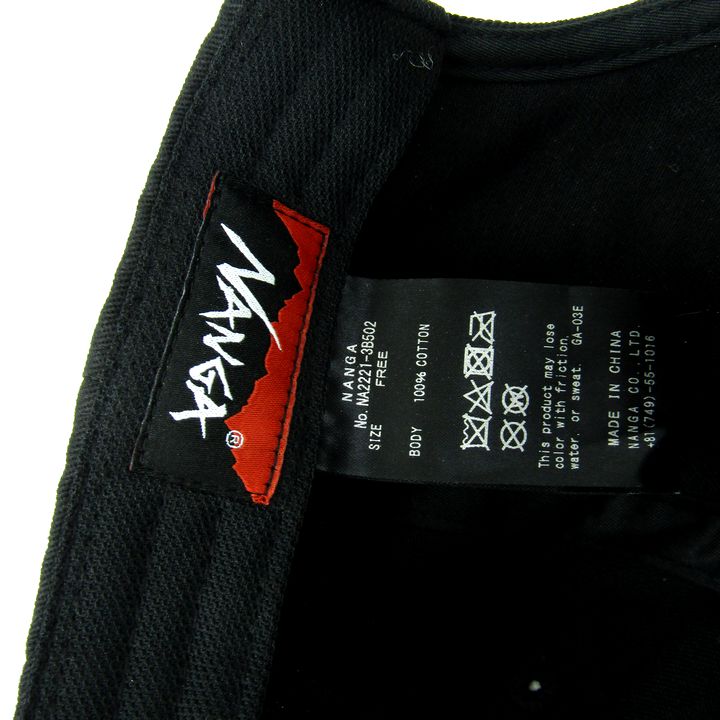 NANGA®
NANGA
No. NA2221-3B502
SIZE FREE
BODY 100% COTTON
This product may lose
color with friction,
water, or sweat. GA-03E
MADE IN CHINA
NANGA CO., LTD.
+81(749)-55-1016